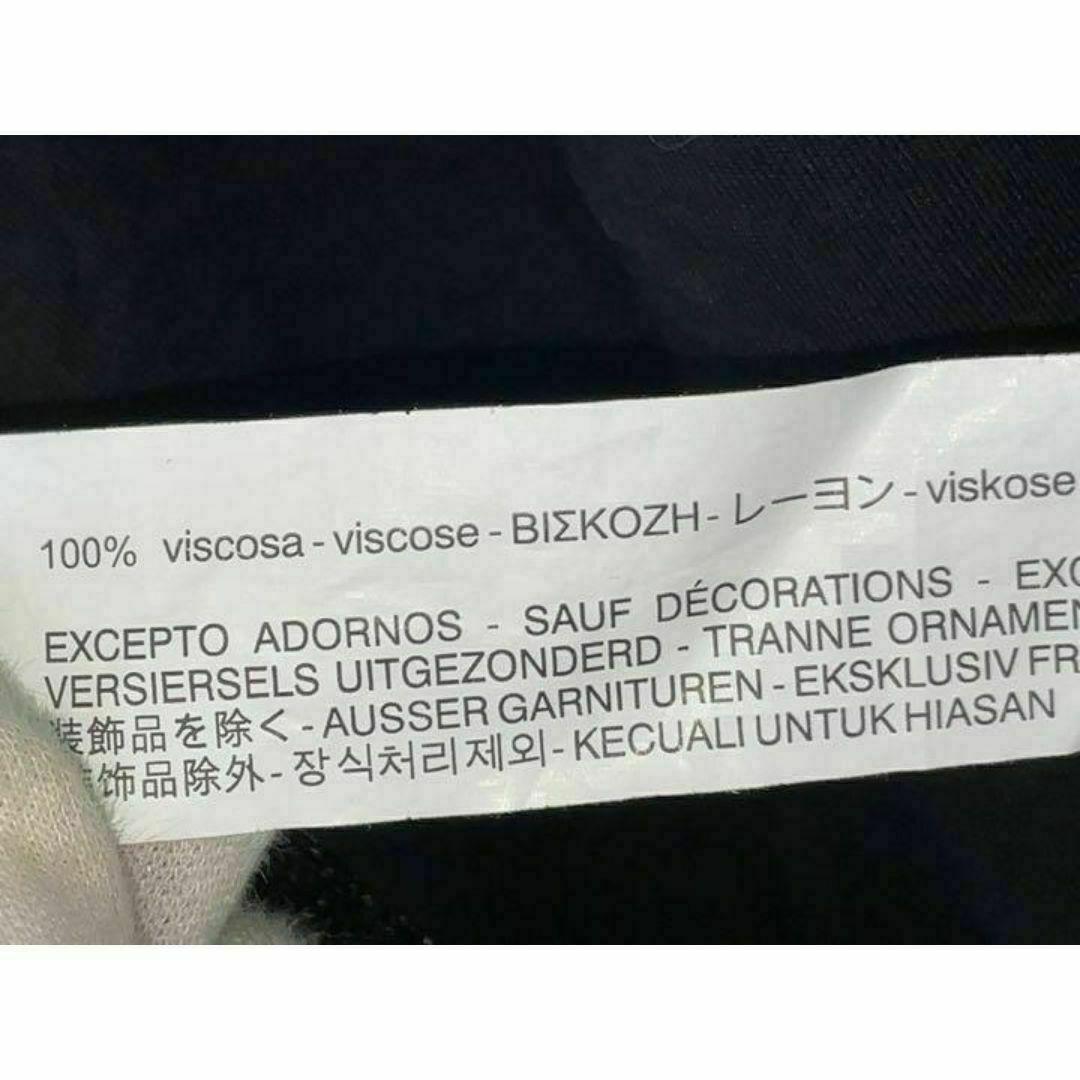 100% viscosa - viscose - ΒΙΣΚΟΖΗ - レーヨン - viskose
EXCEPTO ADORNOS - SAUF DÉCORATIONS -
VERSIERSELS UITGEZONDERD - TRANNE
装飾品を除く - AUSSER GARNITUREN - EKSKLUSIV
饰品除外 - 장식처리제외 - KECUALI UNTUK HIASAN